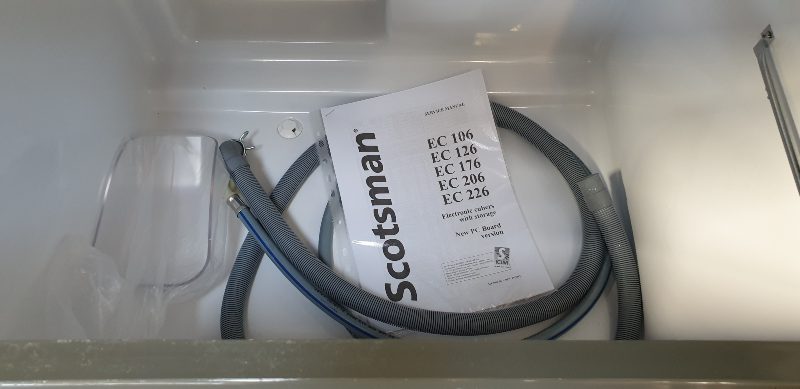 SERVICE MANUAL
Scotsman®
EC 106
EC 126
EC 176
EC 206
EC 226
Electronic cubers
with storage
New PC Board
version